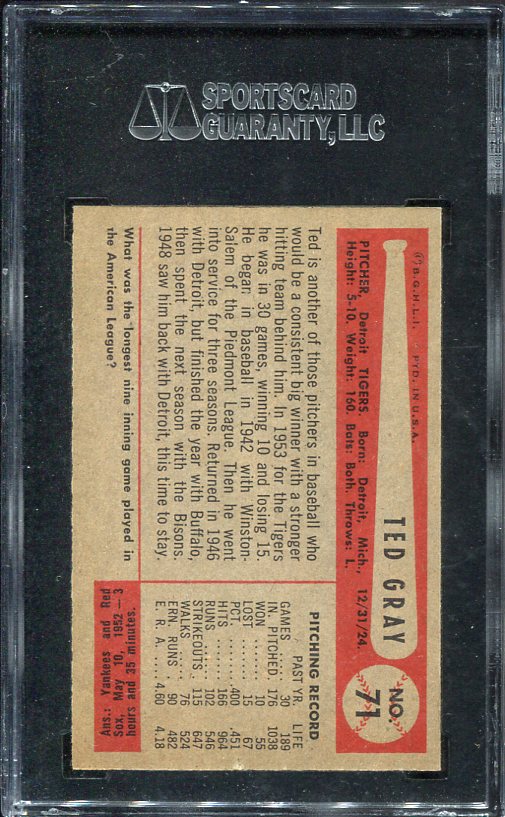 SPORTSCARD
GUARANTY, LLC
© B.G.H.L.I. PTD. IN U.S.A.
TED GRAY
NO.
71
PITCHER, Detroit TIGERS. Born: Detroit, Mich., 12/31/24.
Height: 5-10. Weight: 160. Bats: Both. Throws: L.
Ted is another of those pitchers in baseball who
would be a consistent big winner with a stronger
hitting team behind him. In 1953 for the Tigers
he was in 30 games, winning 10 and losing 15.
He began in baseball in 1942 with Winston-
Salem of the Piedmont League. Then he went
into service for three seasons. Returned in 1946
with Detroit, but finished the year with Buffalo,
then spent the next season with the Bisons.
1948 saw him back with Detroit, this time to stay.
PITCHING RECORD
PAST YR. LIFE
GAMES .... 30 189
IN. PITCHED 176 1038
WON ...... 10 55
LOST ..... 15 67
PCT. ..... .400 .451
HITS ..... 166 964
RUNS ..... 102 546
STRIKEOUTS . 115 647
WALKS .... 76 524
ERN. RUNS 90 482
E. R. A. .... 4.60 4.18
What was the longest nine inning game played in
the American League?
Ans.: Yankees and Red
Sox, May 10, 1952 — 3
hours and 35 minutes.